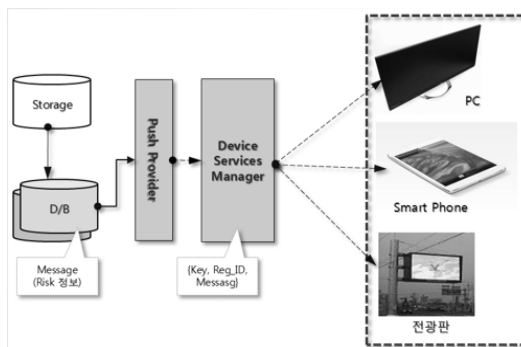 Storage
D/B
Message
(Risk 정보)
Push Provider
Device
Services
Manager
{Key, Reg_ID,
Messasg}
PC
Smart Phone
전광판